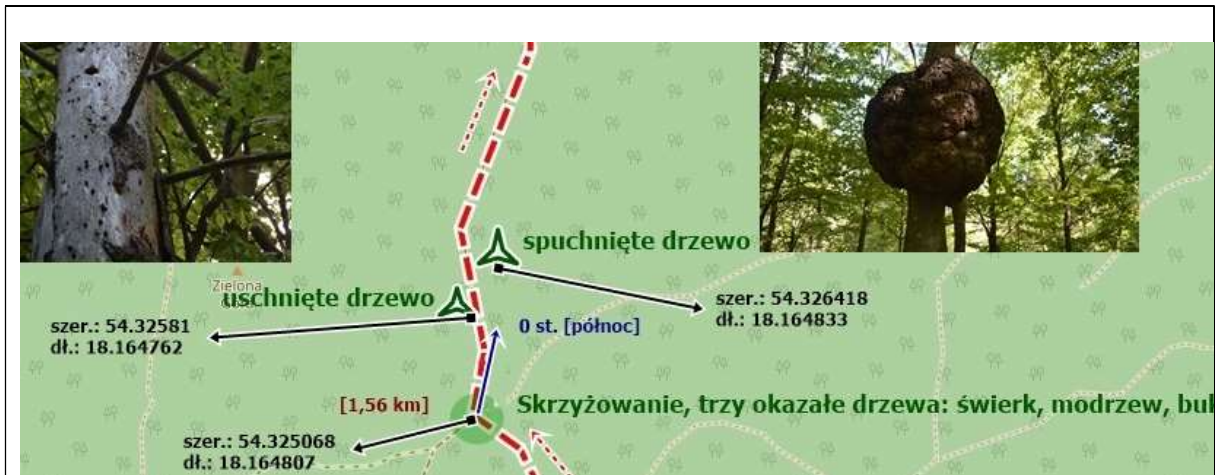 spuchnięte drzewo
szer.: 54.326418
dł.: 18.164833
Zielona
uschnięte drzewo
szer.: 54.32581
dł.: 18.164762
0 st. [północ]
[1,56 km]
Skrzyżowanie, trzy okazałe drzewa: świerk, modrzew, buk
szer.: 54.325068
dł.: 18.164807